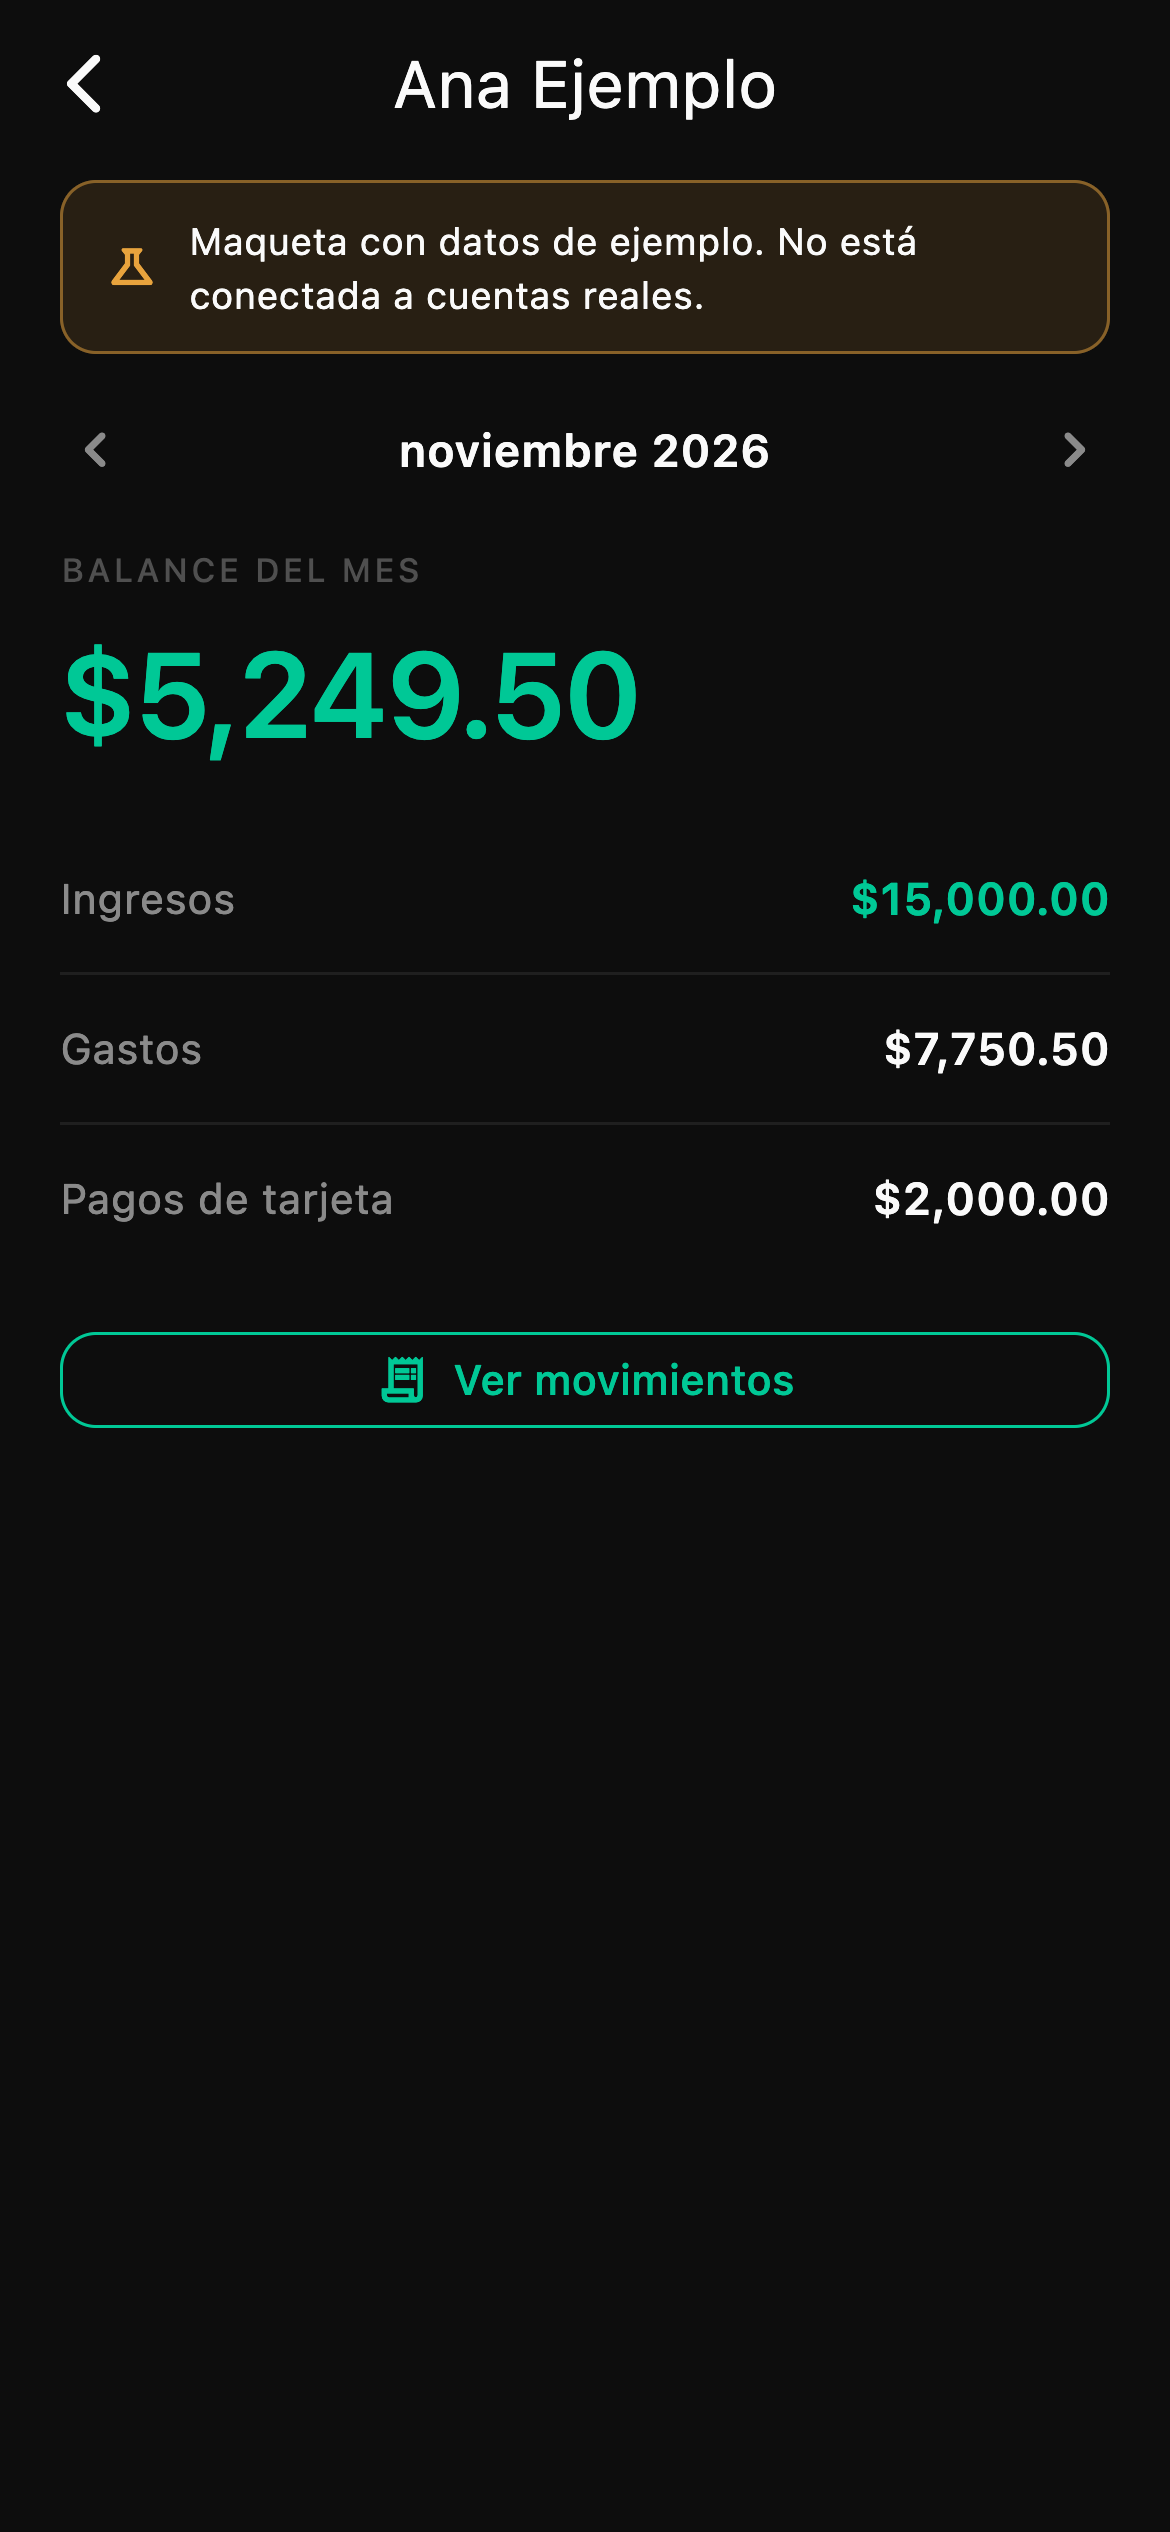 Ana Ejemplo
Maqueta con datos de ejemplo. No está
conectada a cuentas reales.
noviembre 2026
BALANCE DEL MES
$5,249.50
Ingresos $15,000.00
Gastos $7,750.50
Pagos de tarjeta $2,000.00
Ver movimientos